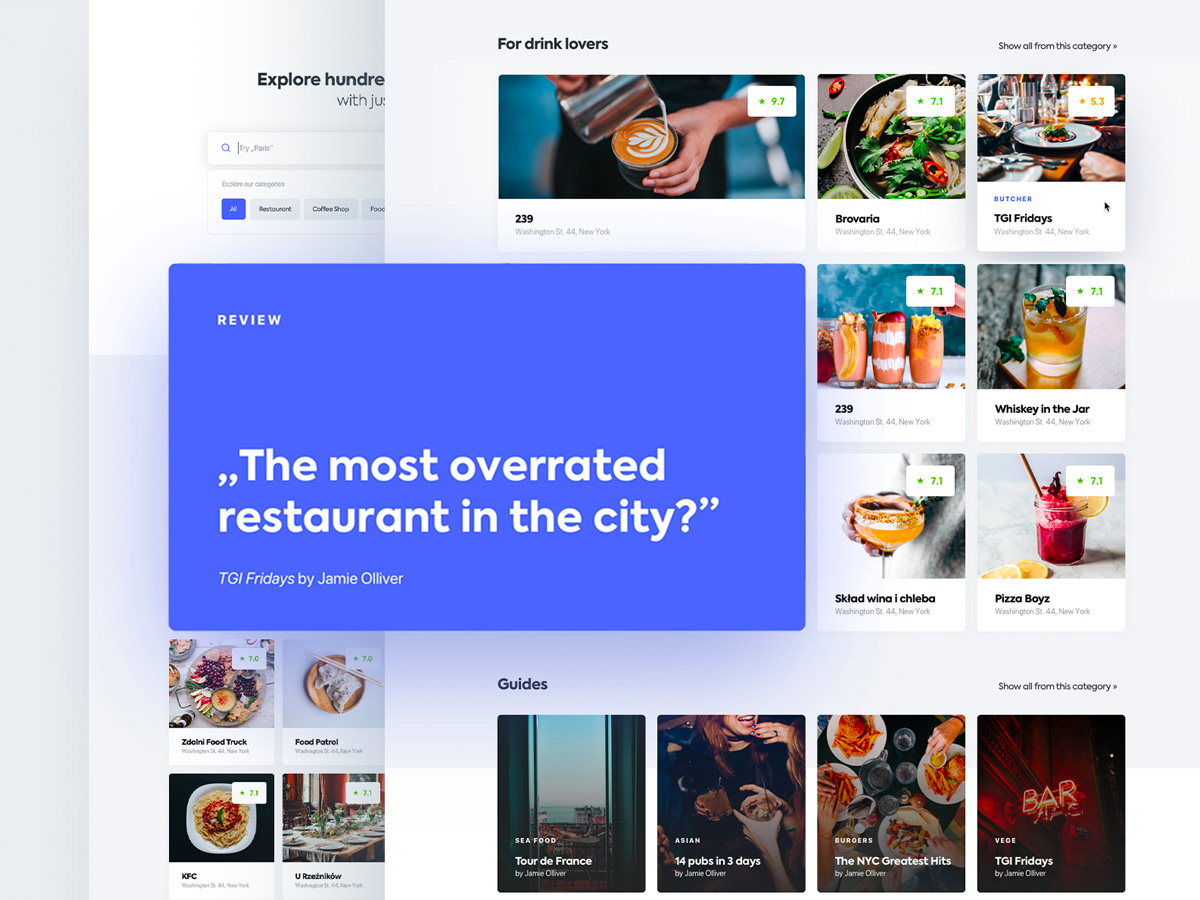 Explore hundre
with jus
Try „Paris”
Explore our categories
All
Restaurant
Coffee Shop
Food
For drink lovers
Show all from this category »
9.7
239
Washington St. 44, New York
7.1
Brovaria
Washington St. 44, New York
5.3
BUTCHER
TGI Fridays
Washington St. 44, New York
REVIEW
„The most overrated
restaurant in the city?”
TGI Fridays by Jamie Olliver
7.1
239
Washington St. 44, New York
7.1
Whiskey in the Jar
Washington St. 44, New York
7.1
Skład wina i chleba
Washington St. 44, New York
7.1
Pizza Boyz
Washington St. 44, New York
7.0
Zdolni Food Truck
Washington St. 44, New York
7.0
Food Patrol
Washington St. 44, New York
7.1
KFC
Washington St. 44, New York
7.1
U Rzeźników
Washington St. 44, New York
Guides
Show all from this category »
SEA FOOD
Tour de France
by Jamie Olliver
ASIAN
14 pubs in 3 days
by Jamie Olliver
BURGERS
The NYC Greatest Hits
by Jamie Olliver
BAR
VEGE
TGI Fridays
by Jamie Olliver